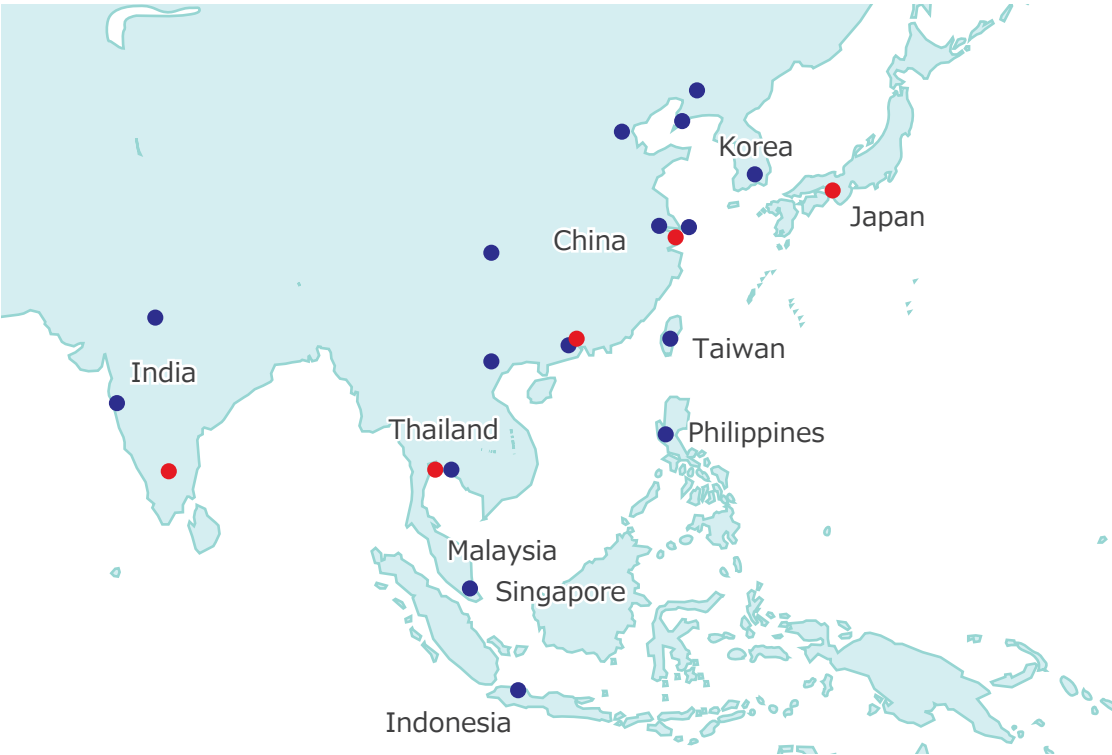 Korea
Japan
China
Taiwan
India
Thailand
Philippines
Malaysia
Singapore
Indonesia